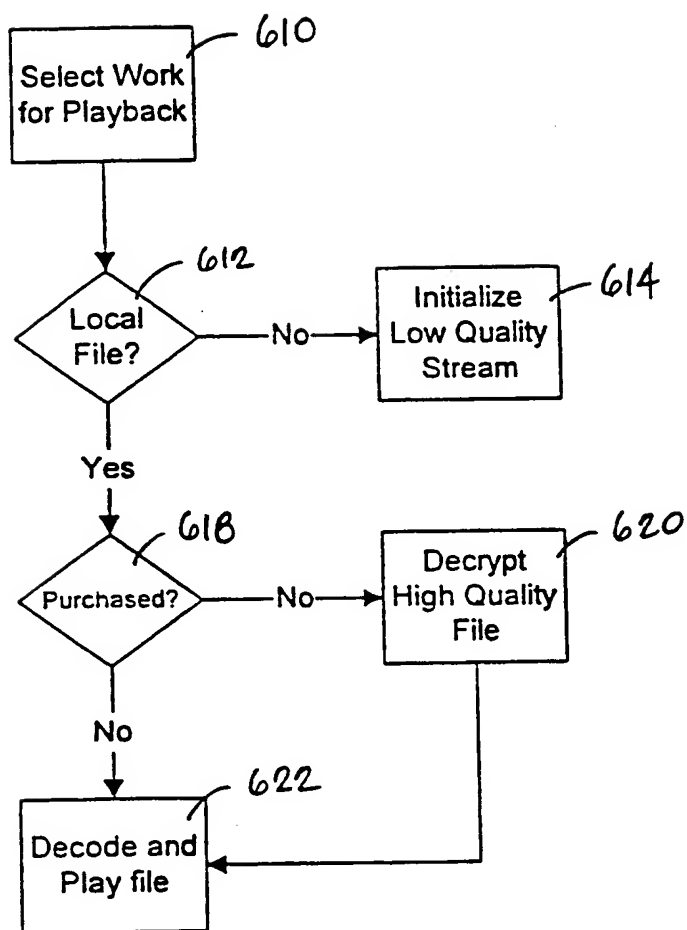 610
Select Work
for Playback
612
Local
File?
No
Initialize
Low Quality
Stream
614
Yes
618
Purchased?
No
Decrypt
High Quality
File
620
No
622
Decode and
Play file